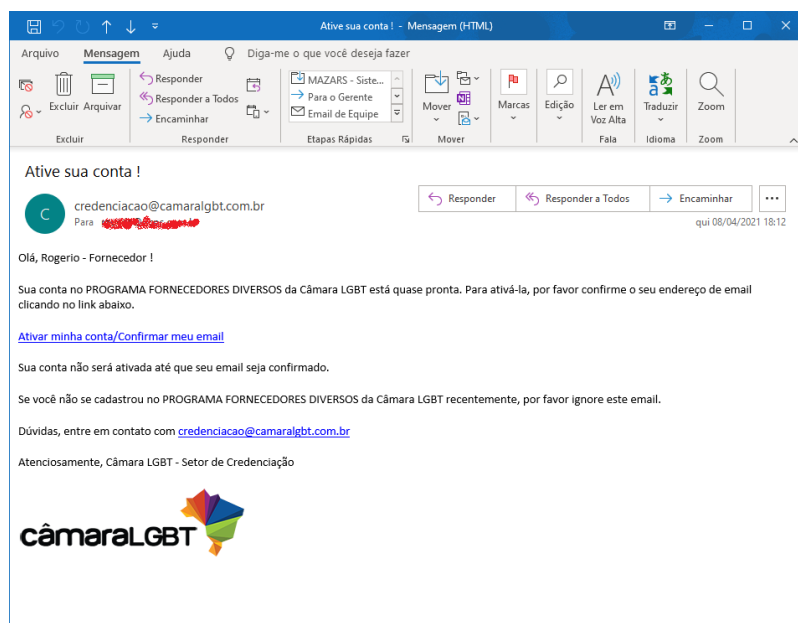 Ative sua conta ! - Mensagem (HTML)
Arquivo Mensagem Ajuda Diga-me o que você deseja fazer
Excluir Arquivar
Excluir
Responder
Responder a Todos
Encaminhar
Responder
MAZARS - Siste...
Para o Gerente
Email de Equipe
Etapas Rápidas
Mover
Mover
Marcas
Edição
Ler em Voz Alta
Fala
Traduzir
Idioma
Zoom
Zoom
Ative sua conta !
C
credenciacao@camaralgbt.com.br
Para
Responder Responder a Todos Encaminhar
qui 08/04/2021 18:12
Olá, Rogerio - Fornecedor !
Sua conta no PROGRAMA FORNECEDORES DIVERSOS da Câmara LGBT está quase pronta. Para ativá-la, por favor confirme o seu endereço de email
clicando no link abaixo.
Ativar minha conta/Confirmar meu email
Sua conta não será ativada até que seu email seja confirmado.
Se você não se cadastrou no PROGRAMA FORNECEDORES DIVERSOS da Câmara LGBT recentemente, por favor ignore este email.
Dúvidas, entre em contato com credenciacao@camaralgbt.com.br
Atenciosamente, Câmara LGBT - Setor de Credenciação
câmaraLGBT